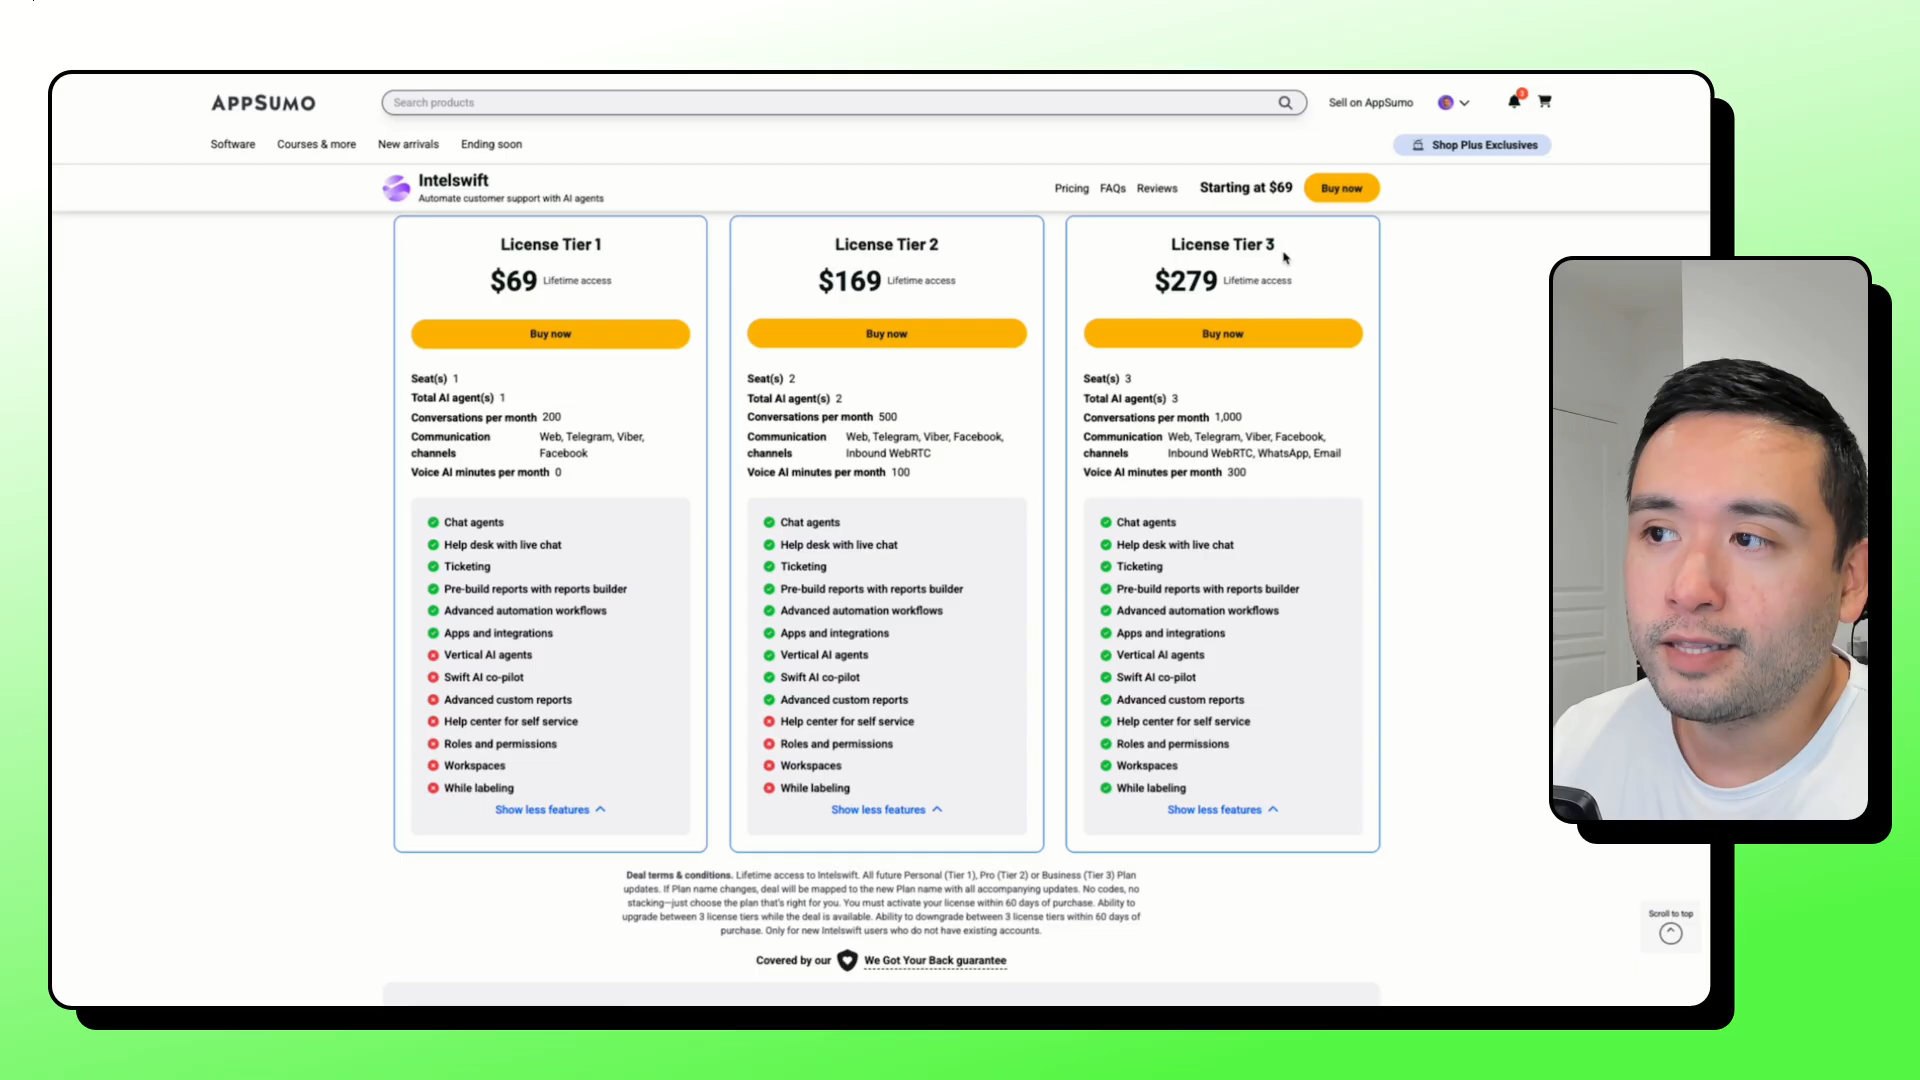 APPSUMO
Search products
Sell on AppSumo
3
Software
Courses & more
New arrivals
Ending soon
Shop Plus Exclusives
Intelswift
Automate customer support with AI agents
Pricing
FAQs
Reviews
Starting at $69
Buy now
License Tier 1
$69 Lifetime access
Buy now
Seat(s) 1
Total AI agent(s) 1
Conversations per month 200
Communication channels Web, Telegram, Viber, Facebook
Voice AI minutes per month 0
Chat agents
Help desk with live chat
Ticketing
Pre-build reports with reports builder
Advanced automation workflows
Apps and integrations
Vertical AI agents
Swift AI co-pilot
Advanced custom reports
Help center for self service
Roles and permissions
Workspaces
While labeling
Show less features
License Tier 2
$169 Lifetime access
Buy now
Seat(s) 2
Total AI agent(s) 2
Conversations per month 500
Communication channels Web, Telegram, Viber, Facebook, Inbound WebRTC
Voice AI minutes per month 100
Chat agents
Help desk with live chat
Ticketing
Pre-build reports with reports builder
Advanced automation workflows
Apps and integrations
Vertical AI agents
Swift AI co-pilot
Advanced custom reports
Help center for self service
Roles and permissions
Workspaces
While labeling
Show less features
License Tier 3
$279 Lifetime access
Buy now
Seat(s) 3
Total AI agent(s) 3
Conversations per month 1,000
Communication channels Web, Telegram, Viber, Facebook, Inbound WebRTC, WhatsApp, Email
Voice AI minutes per month 300
Chat agents
Help desk with live chat
Ticketing
Pre-build reports with reports builder
Advanced automation workflows
Apps and integrations
Vertical AI agents
Swift AI co-pilot
Advanced custom reports
Help center for self service
Roles and permissions
Workspaces
While labeling
Show less features
Deal terms & conditions. Lifetime access to Intelswift. All future Personal (Tier 1), Pro (Tier 2) or Business (Tier 3) Plan
updates. If Plan name changes, deal will be mapped to the new Plan name with all accompanying updates. No codes, no
stacking—just choose the plan that's right for you. You must activate your license within 60 days of purchase. Ability to
upgrade between 3 license tiers while the deal is available. Ability to downgrade between 3 license tiers within 60 days of
purchase. Only for new Intelswift users who do not have existing accounts.
Covered by our We Got Your Back guarantee
Scroll to top